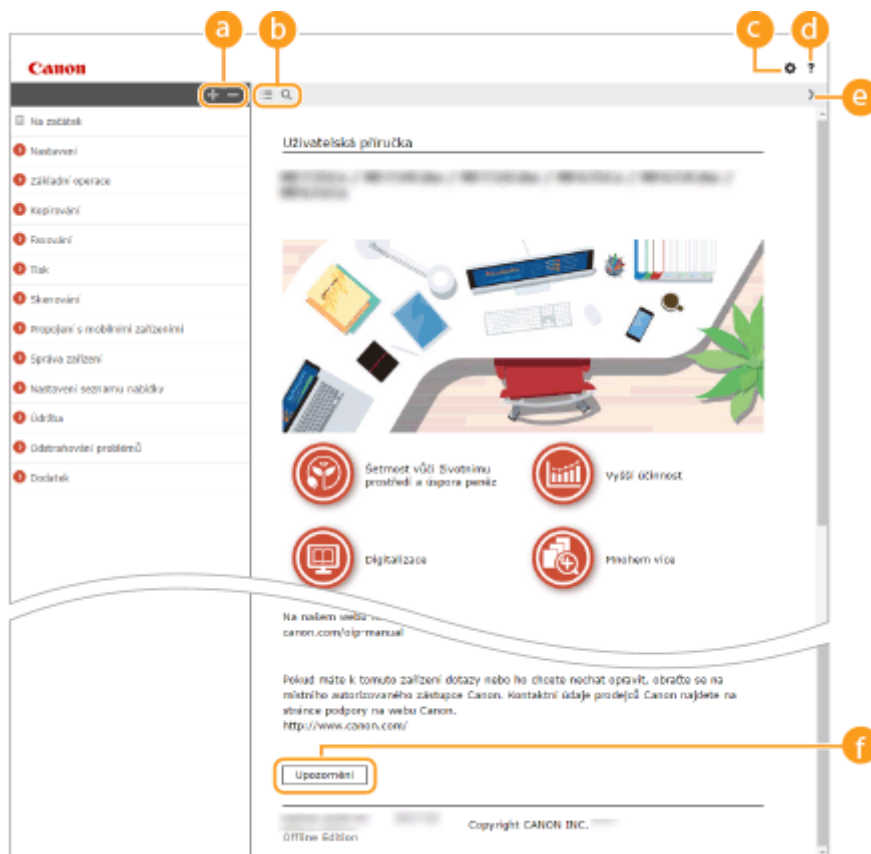 a
b
c
d
Canon
?
e
Na začátek
Uživatelská příručka
Nastavení
Základní operace
Kopírování
Faxování
Tisk
Skenování
Propojení s mobilními zařízeními
Správa zařízení
Nastavení seznamu nabídky
Údržba
Odstraňování problémů
Dodatek
Šetrnost vůči životnímu
prostředí a úspora peněz
Vyšší účinnost
Digitalizace
Mnohem více
Na našem webu
canon.com/oip-manual
Pokud máte k tomuto zařízení dotazy nebo ho chcete nechat opravit, obraťte se na
místního autorizovaného zástupce Canon. Kontaktní údaje prodejců Canon najdete na
stránce podpory na webu Canon.
http://www.canon.com/
f
Upozornění
Copyright CANON INC.
Offline Edition